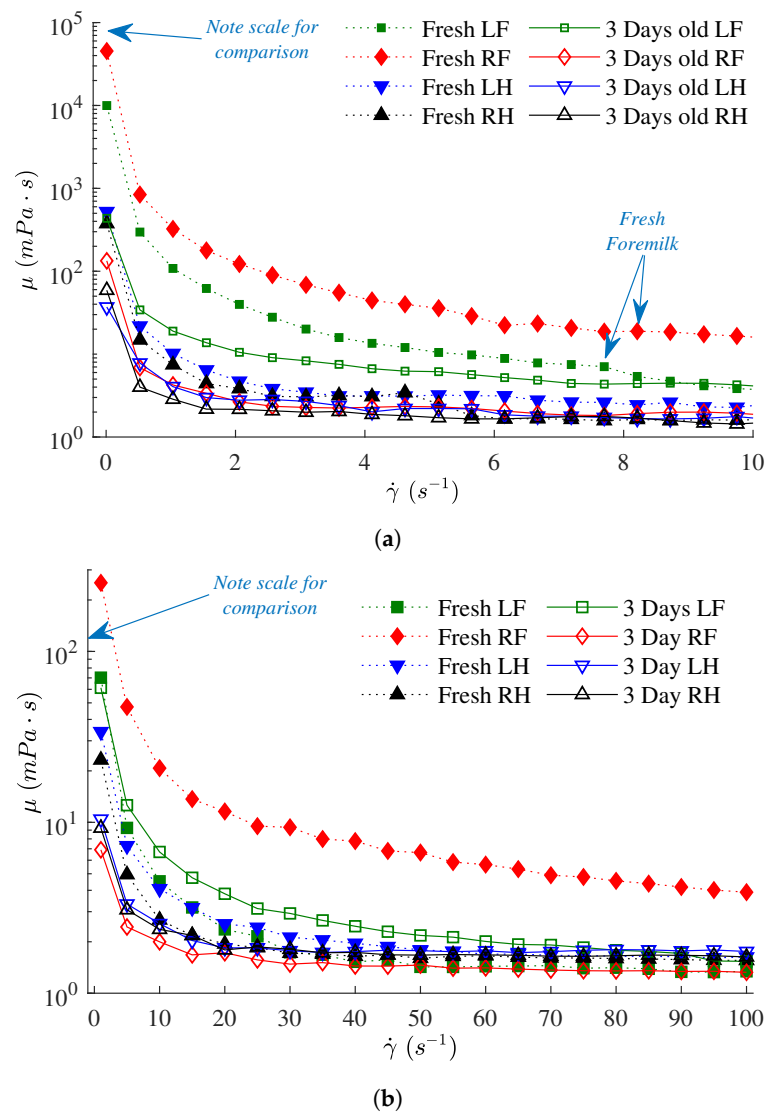 Note scale for
comparison
Fresh LF
Fresh RF
Fresh LH
Fresh RH
3 Days old LF
3 Days old RF
3 Days old LH
3 Days old RH
Fresh
Foremilk
μ (mPa · s)
10^5
10^4
10^3
10^2
10^0
0 2 4 6 8 10
γ̇ (s^{-1})
(a)
Note scale for
comparison
Fresh LF
Fresh RF
Fresh LH
Fresh RH
3 Days LF
3 Day RF
3 Day LH
3 Day RH
μ (mPa · s)
10^2
10^1
10^0
0 10 20 30 40 50 60 70 80 90 100
γ̇ (s^{-1})
(b)